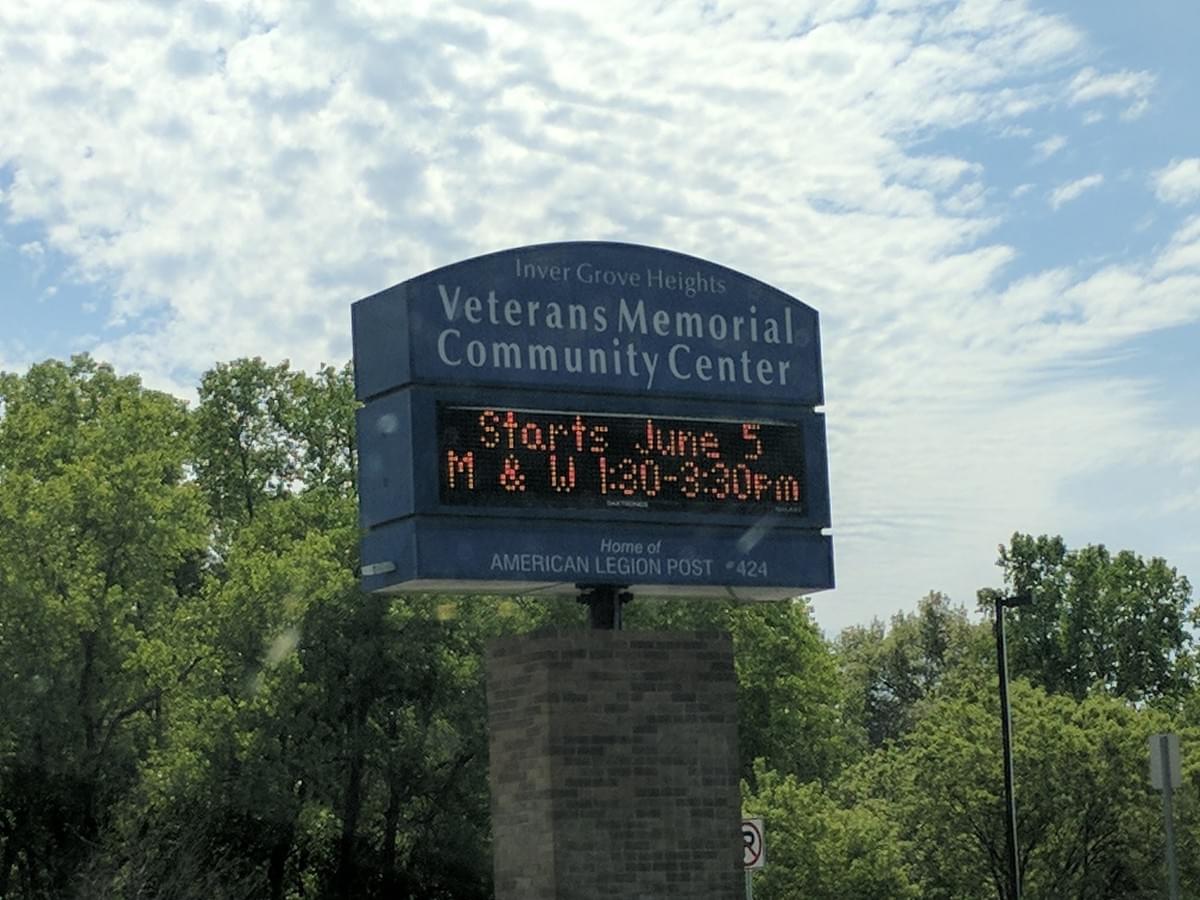 Inver Grove Heights
Veterans Memorial
Community Center
Starts June 5
M & W 1:30-3:30pm
DAKTRONICS
Home of
AMERICAN LEGION POST #424